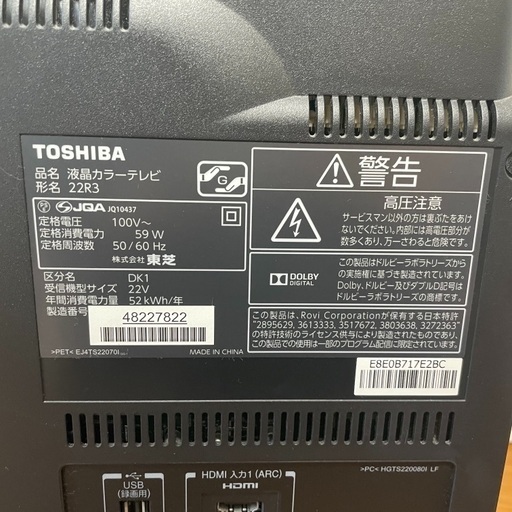 TOSHIBA
品名 液晶カラーテレビ
形名 22R3
JQA JQ10437
定格電圧 100V～
定格消費電力 59 W
定格周波数 50/60 Hz
株式会社 東芝
区分名 DK1
受信機型サイズ 22V
年間消費電力量 52kWh/年
製造番号
48227822
>PET< EJ4TS22070I
MADE IN CHINA
G
警告
高圧注意
サービスマン以外の方は裏ぶたをあけ
ないでください。内部には高電圧部分が
数多くあり、万一さわると危険です。
DOLBY
DIGITAL
この製品は、ドルビーラボラトリーズからの
実施権に基づき製造されています。
Dolby、ドルビー及びダブルD記号は
ドルビーラボラトリーズの商標です。
この製品は、Rovi Corporationが保有する日本特許
"2895629、3613333、3517672、3803638、3272363"
の特許技術のライセンス供与により製造されたものであり、
この製品の使用は一部のプログラム配信に限定されています。
E8E0B717E2BC
USB
(録画用)
HDMI 入力1 (ARC)
HDMI
>PC< HGTS220080I LF